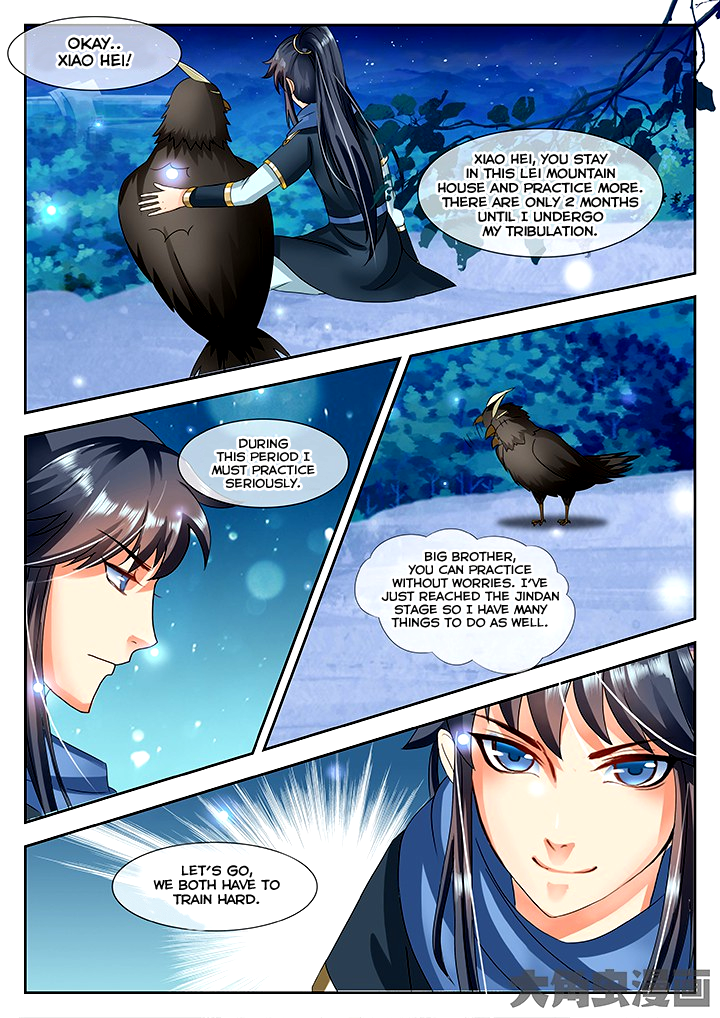 OKAY..
XIAO HEI!
XIAO HEI, YOU STAY
IN THIS LEI MOUNTAIN
HOUSE AND PRACTICE MORE.
THERE ARE ONLY 2 MONTHS
UNTIL I UNDERGO
MY TRIBULATION.
DURING
THIS PERIOD I
MUST PRACTICE
SERIOUSLY.
BIG BROTHER,
YOU CAN PRACTICE
WITHOUT WORRIES. I'VE
JUST REACHED THE JINDAN
STAGE SO I HAVE MANY
THINGS TO DO AS WELL.
LET'S GO,
WE BOTH HAVE TO
TRAIN HARD.
大角虫漫画